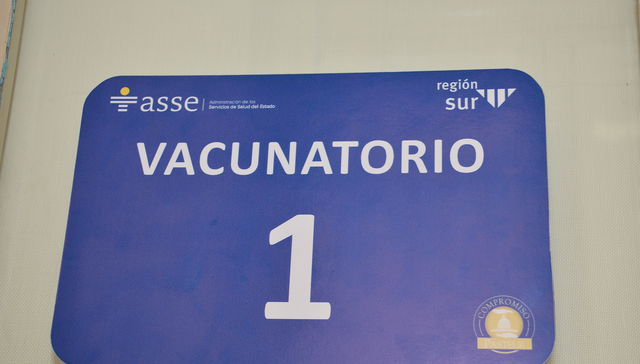 asse
Administración de los
Servicios de Salud del Estado
región
sur
VACUNATORIO
1
COMPROMISO